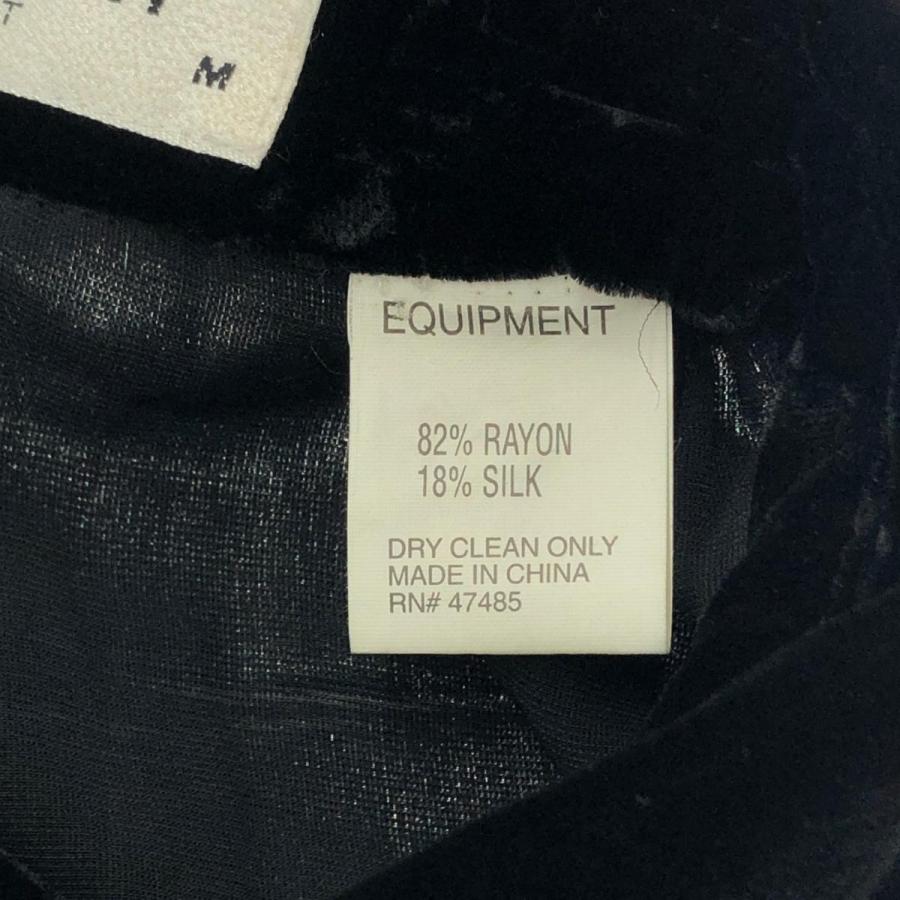 M
EQUIPMENT
82% RAYON
18% SILK
DRY CLEAN ONLY
MADE IN CHINA
RN# 47485